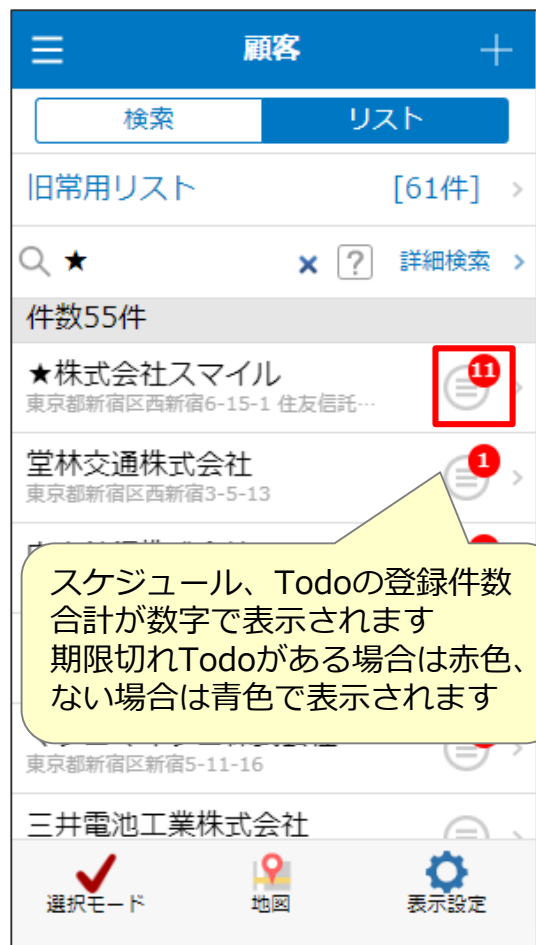 顧客
検索
リスト
旧常用リスト [61件]
★ × ? 詳細検索
件数55件
★株式会社スマイル
11
東京都新宿区西新宿6-15-1 住友信託…
堂林交通株式会社
1
東京都新宿区西新宿3-5-13
スケジュール、Todoの登録件数
合計が数字で表示されます
期限切れTodoがある場合は赤色、
ない場合は青色で表示されます
東京都新宿区新宿5-11-16
三井電池工業株式会社
選択モード
地図
表示設定